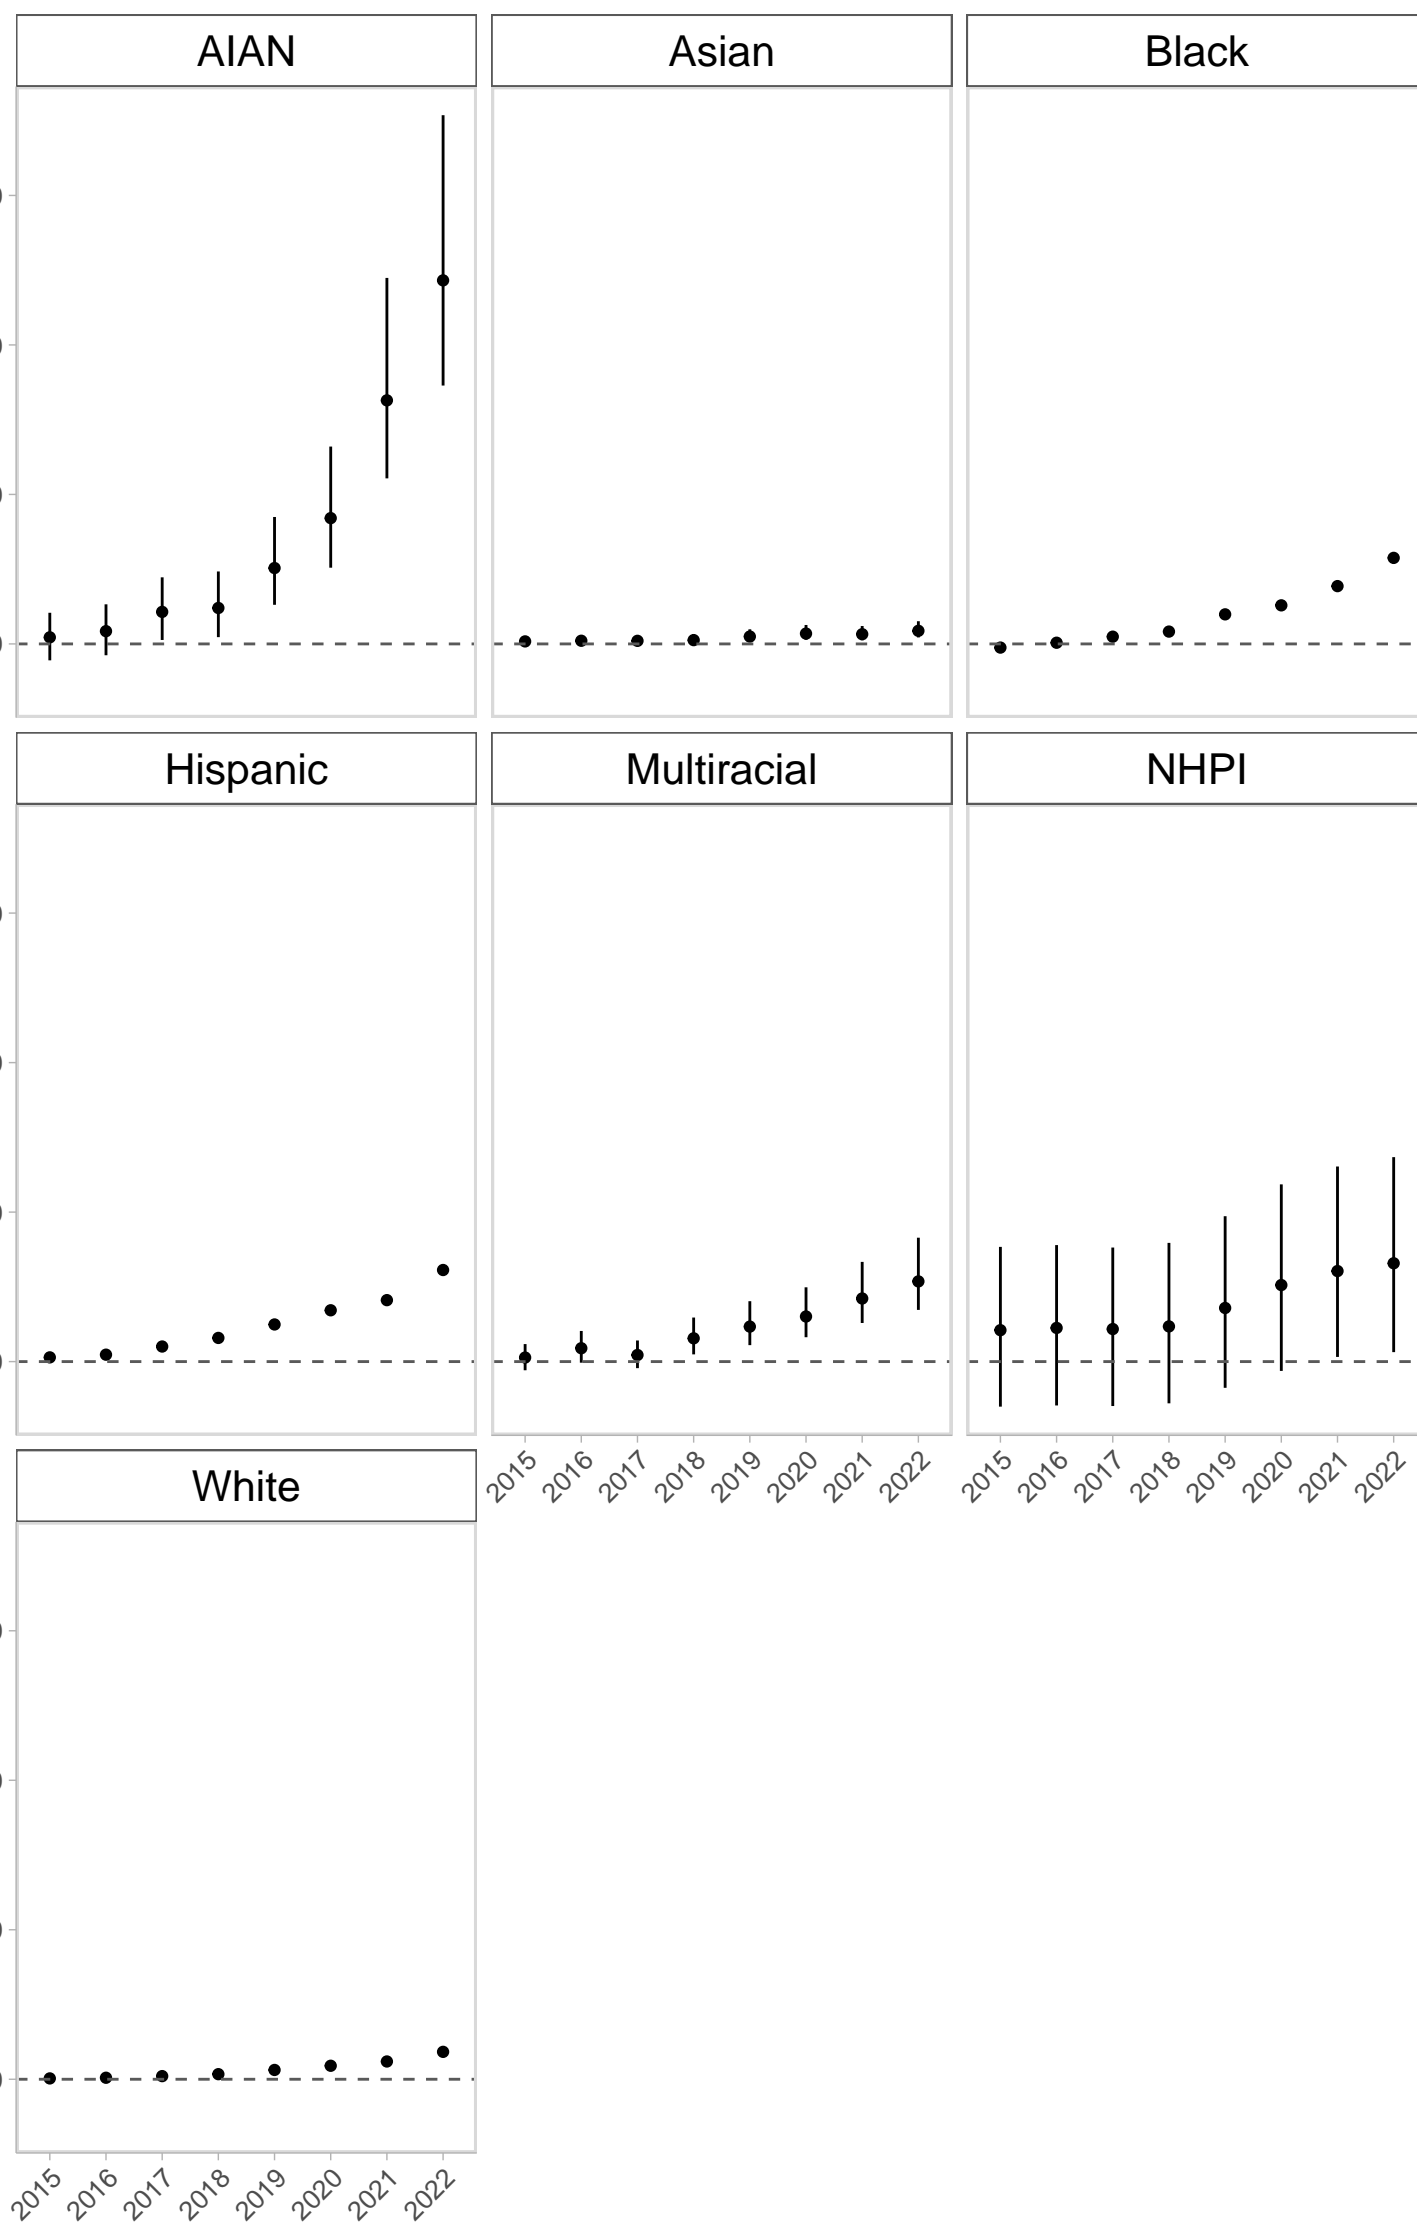 AIAN Asian Black
Hispanic Multiracial NHPI
2015 2016 2017 2018 2019 2020 2021 2022 2015 2016 2017 2018 2019 2020 2021 2022
White
2015 2016 2017 2018 2019 2020 2021 2022